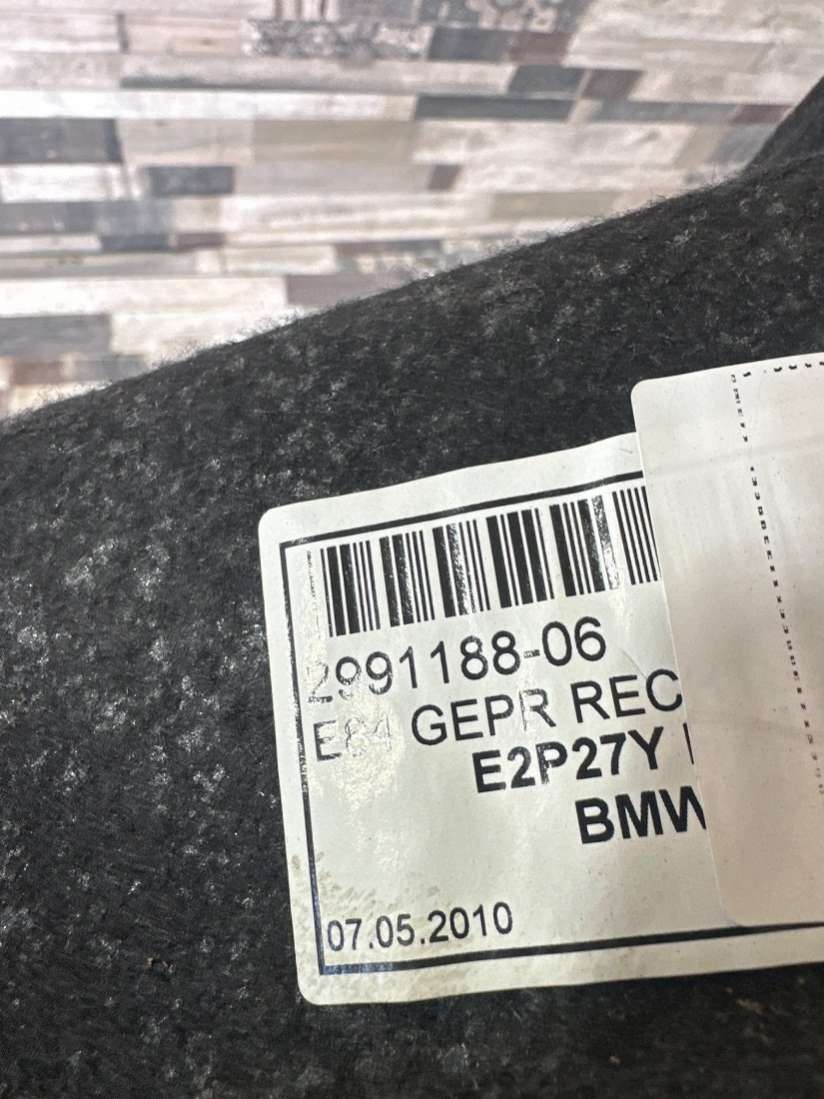 2991188-06
E84 GEPR REC
E2P27Y
BMW
07.05.2010